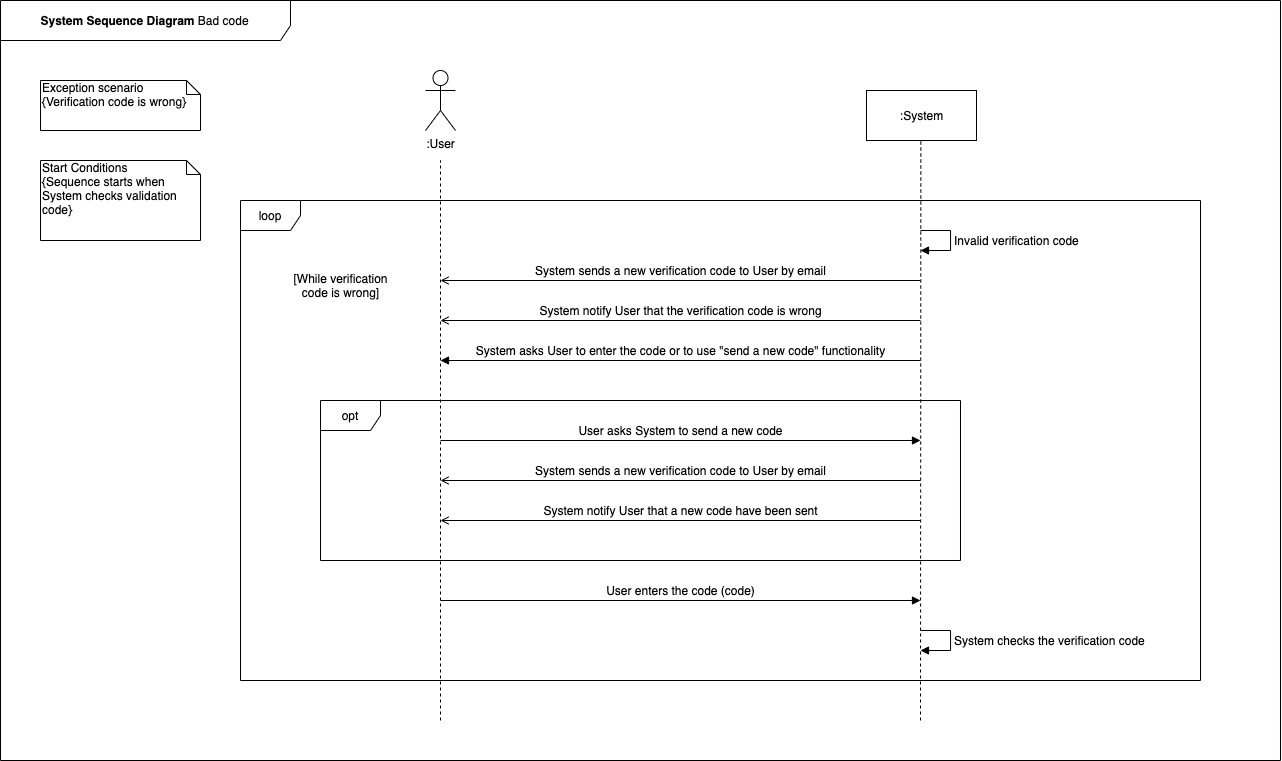 System Sequence Diagram Bad code
Exception scenario
{Verification code is wrong}
:User
:System
Start Conditions
{Sequence starts when
System checks validation
code}
loop
Invalid verification code
[While verification
code is wrong]
System sends a new verification code to User by email
System notify User that the verification code is wrong
System asks User to enter the code or to use "send a new code" functionality
opt
User asks System to send a new code
System sends a new verification code to User by email
System notify User that a new code have been sent
User enters the code (code)
System checks the verification code